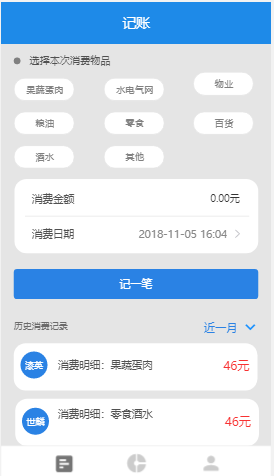 记账
选择本次消费物品
果蔬蛋肉
水电气网
物业
粮油
零食
百货
酒水
其他
消费金额
0.00元
消费日期
2018-11-05 16:04
记一笔
历史消费记录
近一月
漆英
消费明细：果蔬蛋肉
46元
世麟
消费明细：零食酒水
46元